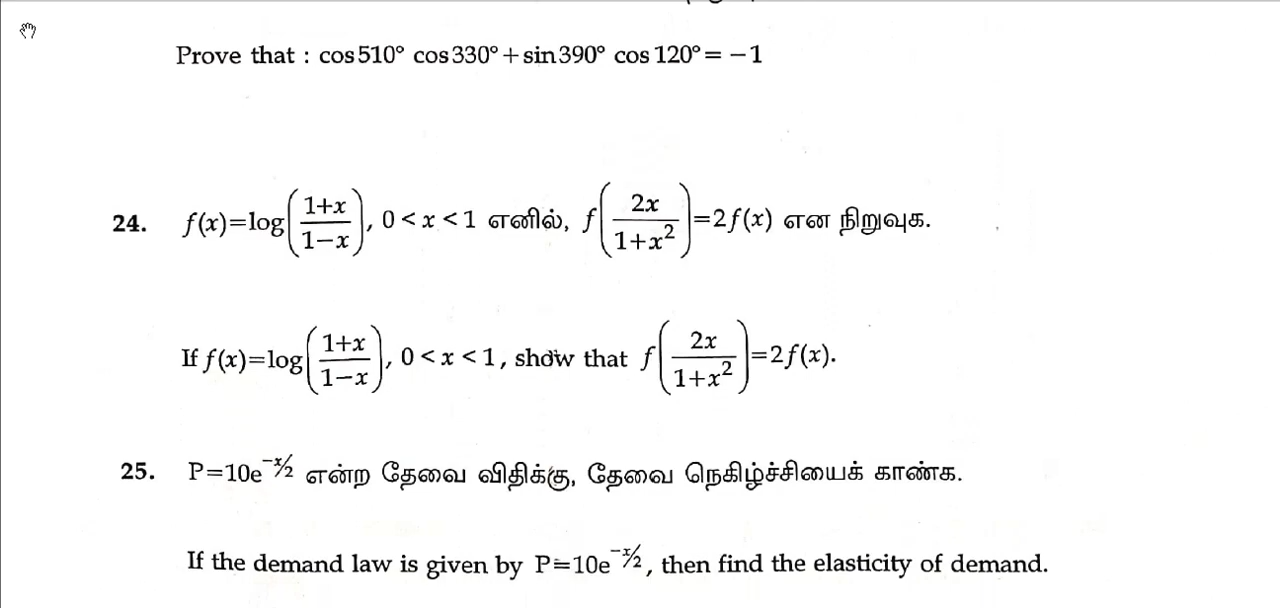 Prove that : cos 510° cos 330° + sin 390° cos 120° = −1
24. f(x)=log((1+x)/(1−x)), 0 < x < 1 எனில், f(2x/(1+x²))=2f(x) என நிறுவுக.
If f(x)=log((1+x)/(1−x)), 0 < x < 1, show that f(2x/(1+x²))=2f(x).
25. P=10e^(−x/2) என்ற தேவை விதிக்கு, தேவை நெகிழ்ச்சியைக் காண்க.
If the demand law is given by P=10e^(−x/2), then find the elasticity of demand.